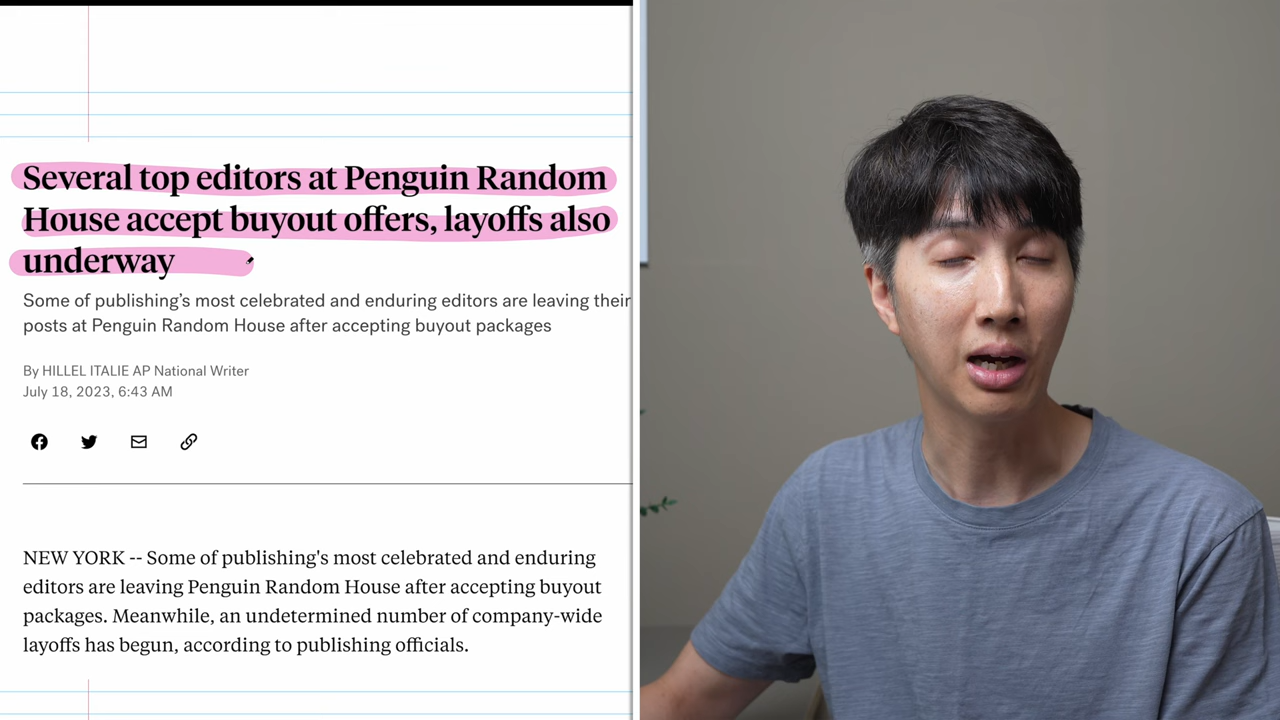 Several top editors at Penguin Random
House accept buyout offers, layoffs also
underway
Some of publishing’s most celebrated and enduring editors are leaving their
posts at Penguin Random House after accepting buyout packages
By HILLEL ITALIE AP National Writer
July 18, 2023, 6:43 AM
NEW YORK -- Some of publishing's most celebrated and enduring
editors are leaving Penguin Random House after accepting buyout
packages. Meanwhile, an undetermined number of company-wide
layoffs has begun, according to publishing officials.